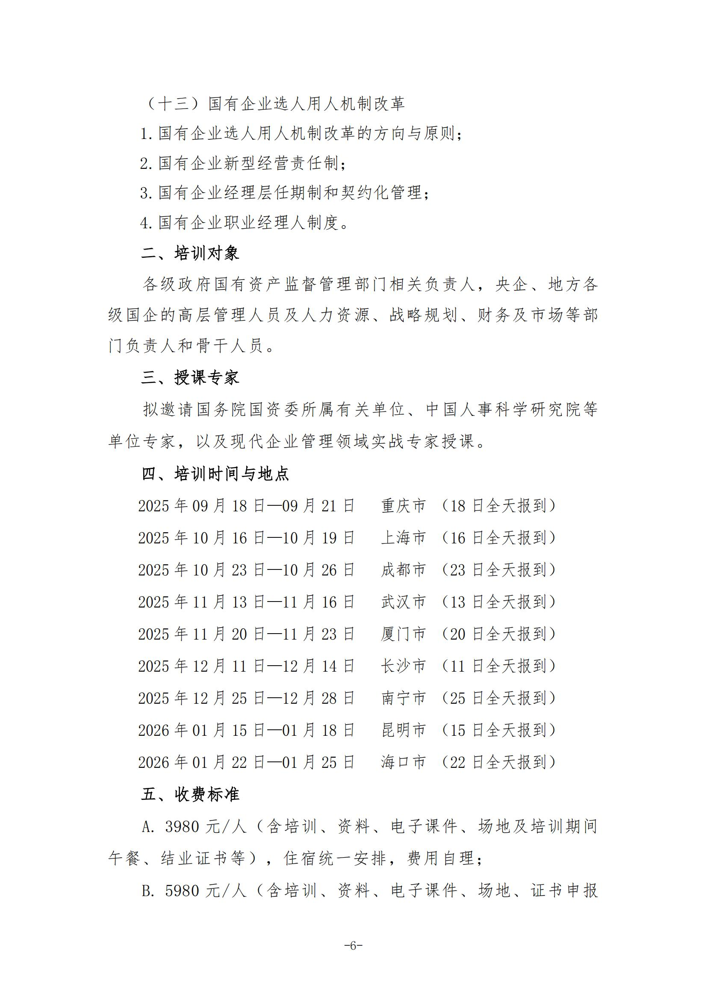 （十三）国有企业选人用人机制改革
1.国有企业选人用人机制改革的方向与原则；
2.国有企业新型经营责任制；
3.国有企业经理层任期制和契约化管理；
4.国有企业职业经理人制度。
二、培训对象
各级政府国有资产监督管理部门相关负责人，央企、地方各
级国企的高层管理人员及人力资源、战略规划、财务及市场等部
门负责人和骨干人员。
三、授课专家
拟邀请国务院国资委所属有关单位、中国人事科学研究院等
单位专家，以及现代企业管理领域实战专家授课。
四、培训时间与地点
2025 年 09 月 18 日—09 月 21 日 重庆市 （18 日全天报到）
2025 年 10 月 16 日—10 月 19 日 上海市 （16 日全天报到）
2025 年 10 月 23 日—10 月 26 日 成都市 （23 日全天报到）
2025 年 11 月 13 日—11 月 16 日 武汉市 （13 日全天报到）
2025 年 11 月 20 日—11 月 23 日 厦门市 （20 日全天报到）
2025 年 12 月 11 日—12 月 14 日 长沙市 （11 日全天报到）
2025 年 12 月 25 日—12 月 28 日 南宁市 （25 日全天报到）
2026 年 01 月 15 日—01 月 18 日 昆明市 （15 日全天报到）
2026 年 01 月 22 日—01 月 25 日 海口市 （22 日全天报到）
五、收费标准
A. 3980 元/人（含培训、资料、电子课件、场地及培训期间
午餐、结业证书等），住宿统一安排，费用自理；
B. 5980 元/人（含培训、资料、电子课件、场地、证书申报
-6-